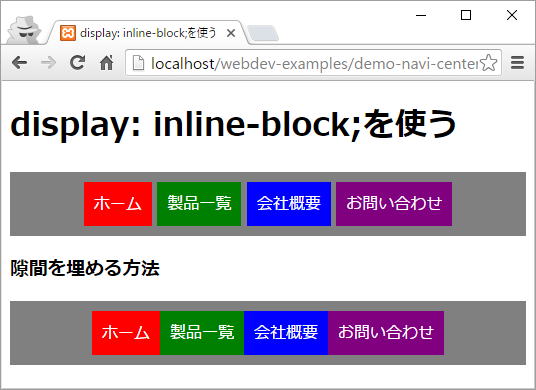 display: inline-block;を使う
localhost/webdev-examples/demo-navi-center
display: inline-block;を使う
ホーム 製品一覧 会社概要 お問い合わせ
隙間を埋める方法
ホーム 製品一覧 会社概要 お問い合わせ